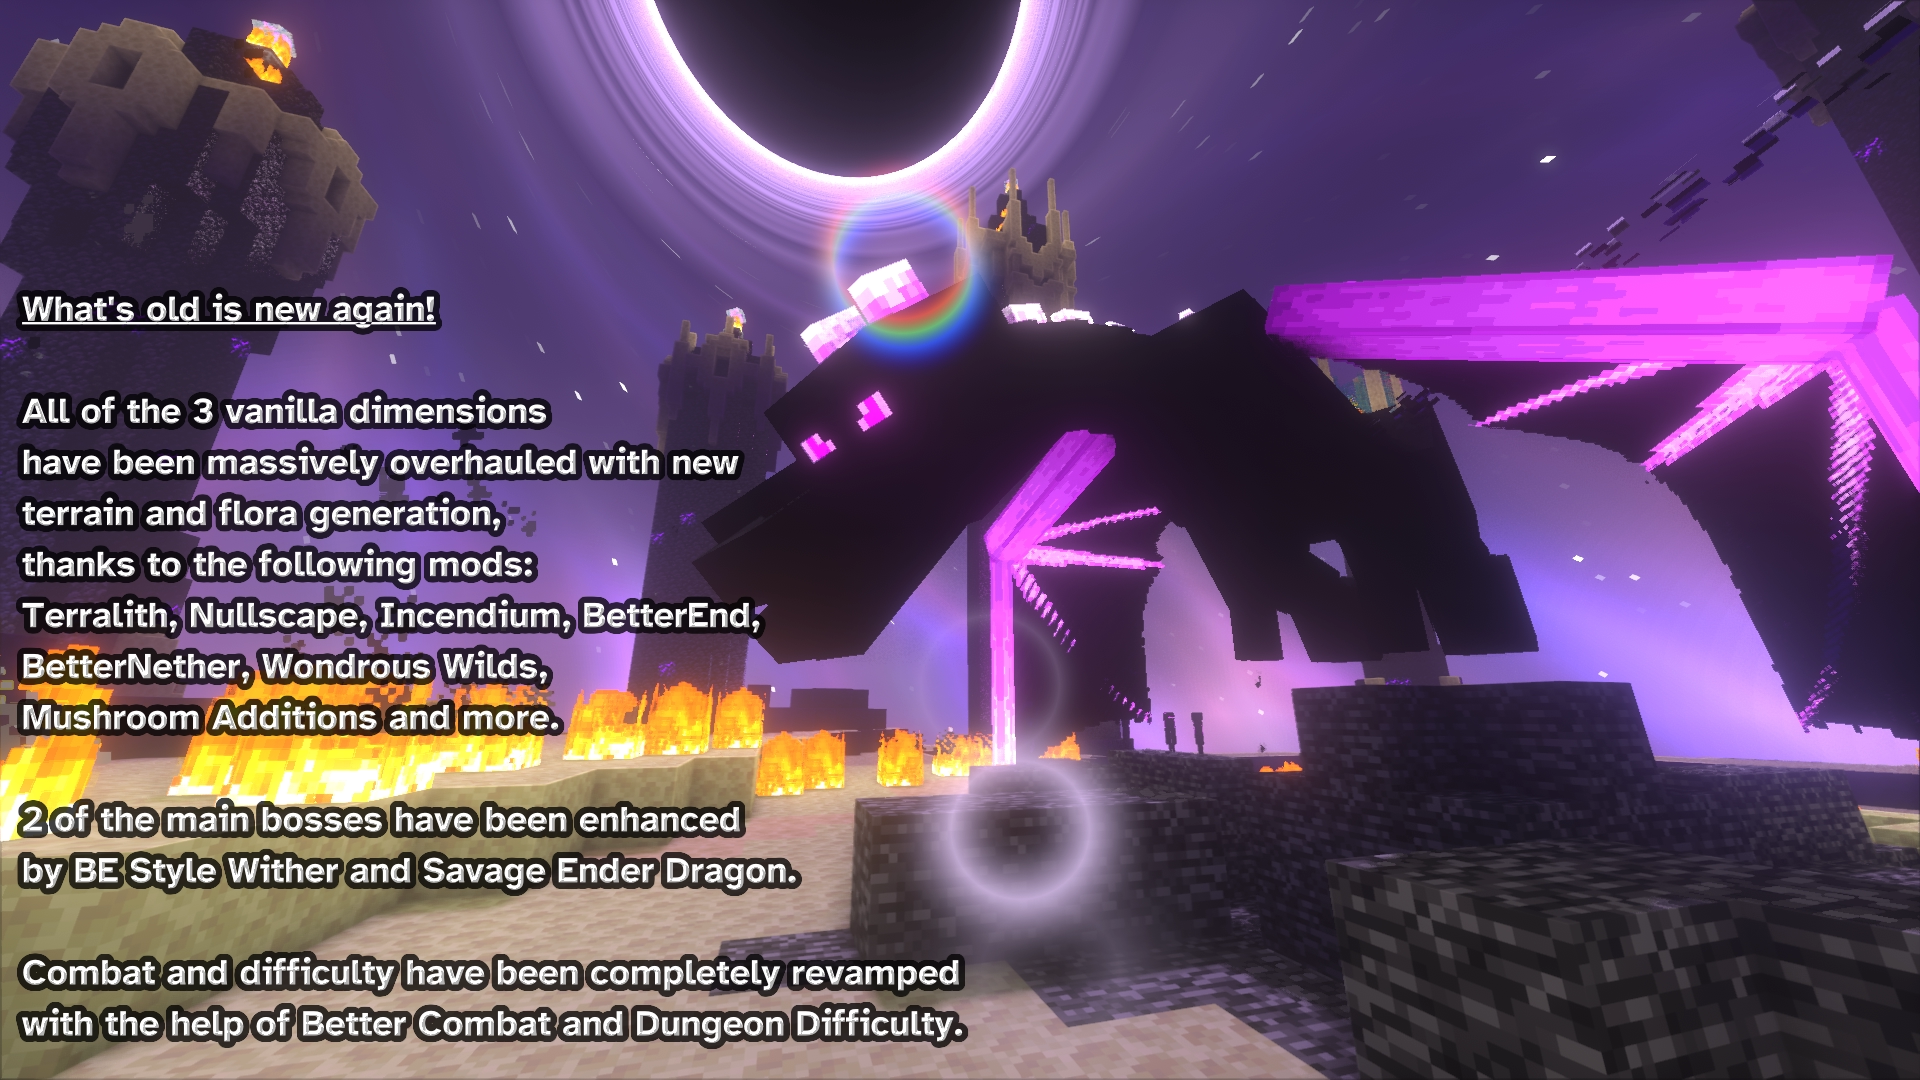 What's old is new again!
All of the 3 vanilla dimensions
have been massively overhauled with new
terrain and flora generation,
thanks to the following mods:
Terralith, Nullscape, Incendium, BetterEnd,
BetterNether, Wondrous Wilds,
Mushroom Additions and more.
2 of the main bosses have been enhanced
by BE Style Wither and Savage Ender Dragon.
Combat and difficulty have been completely revamped
with the help of Better Combat and Dungeon Difficulty.